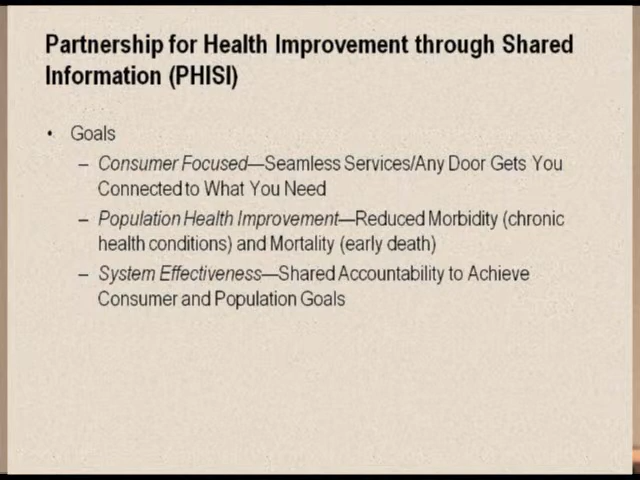 Partnership for Health Improvement through Shared
Information (PHISI)
• Goals
– Consumer Focused—Seamless Services/Any Door Gets You
Connected to What You Need
– Population Health Improvement—Reduced Morbidity (chronic
health conditions) and Mortality (early death)
– System Effectiveness—Shared Accountability to Achieve
Consumer and Population Goals